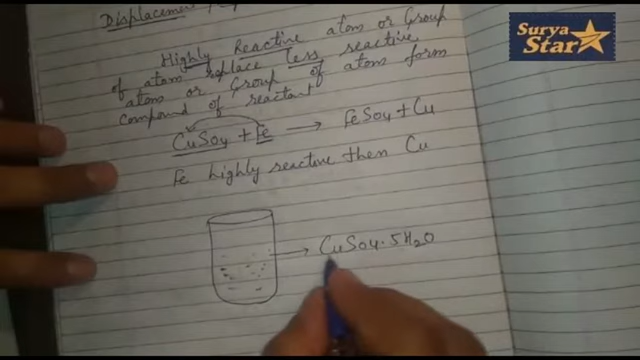 Displacement
Highly Reactive atom or Group
of atom replace less reactive
atom or Group of atom form
compound of reactant
CuSO4 + Fe → FeSO4 + Cu
Fe highly reactive then Cu
→ CuSO4·5H2O
Surya
Star